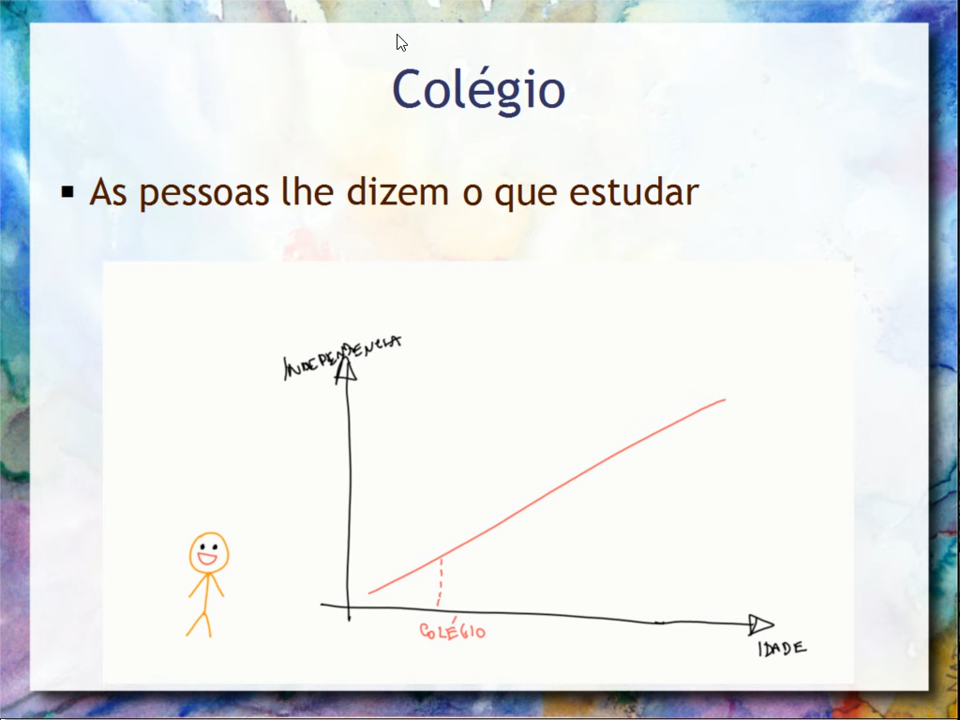 Colégio
▪ As pessoas lhe dizem o que estudar
INDEPENDENCIA
COLÉGIO
IDADE